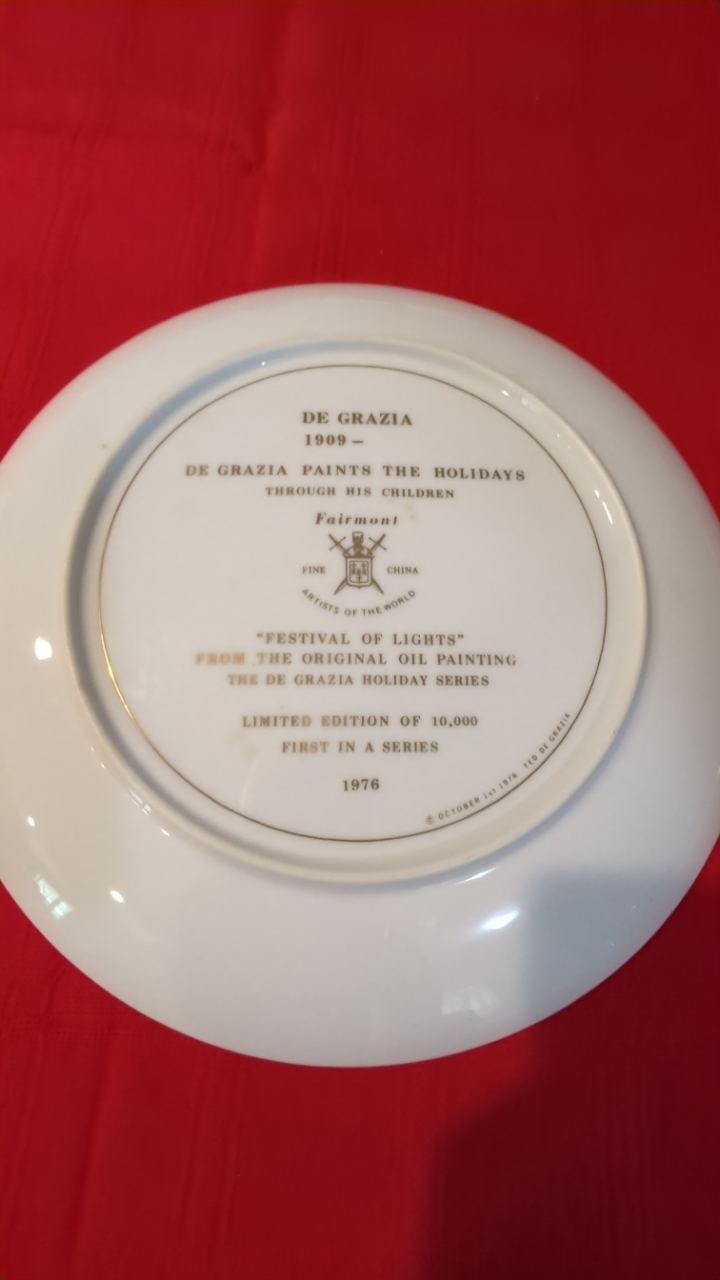 DE GRAZIA
1909 –
DE GRAZIA PAINTS THE HOLIDAYS
THROUGH HIS CHILDREN
Fairmont
FINE CHINA
ARTISTS OF THE WORLD
"FESTIVAL OF LIGHTS"
FROM THE ORIGINAL OIL PAINTING
THE DE GRAZIA HOLIDAY SERIES
LIMITED EDITION OF 10,000
FIRST IN A SERIES
1976
© OCTOBER 1ST 1976 TED DE GRAZIA